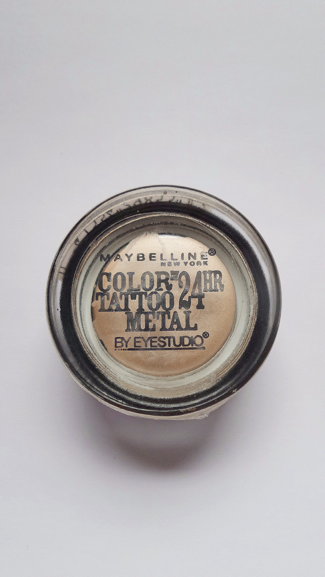 MAYBELLINE®
NEW YORK
COLOR 24HR
TATTOO
METAL
BY EYESTUDIO®